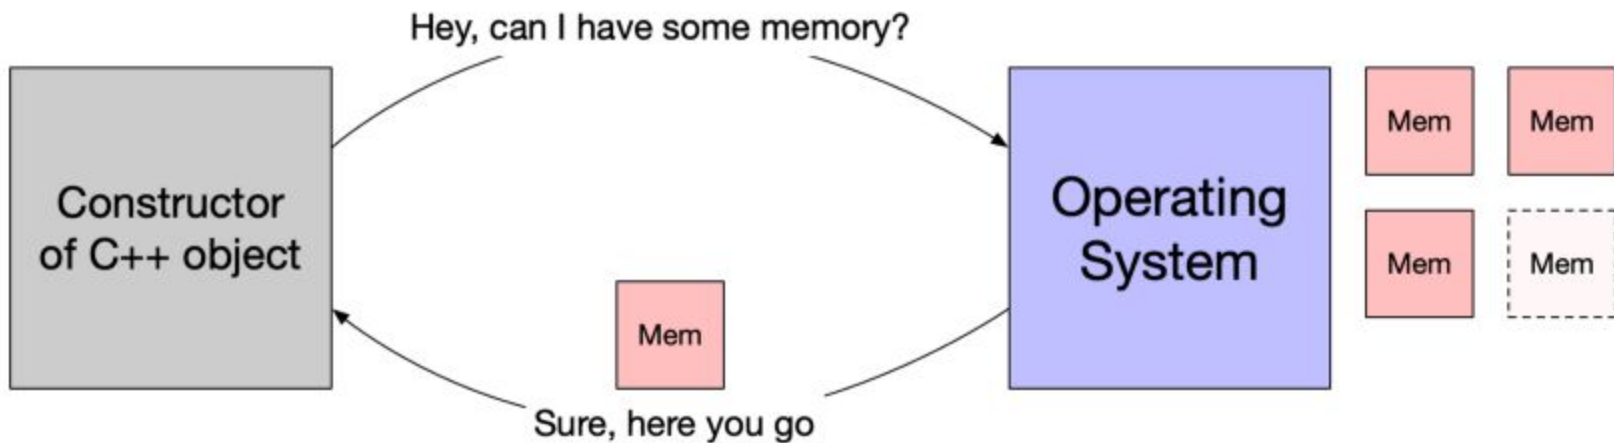 Hey, can I have some memory?
Constructor
of C++ object
Operating
System
Mem
Mem
Mem
Mem
Mem
Sure, here you go